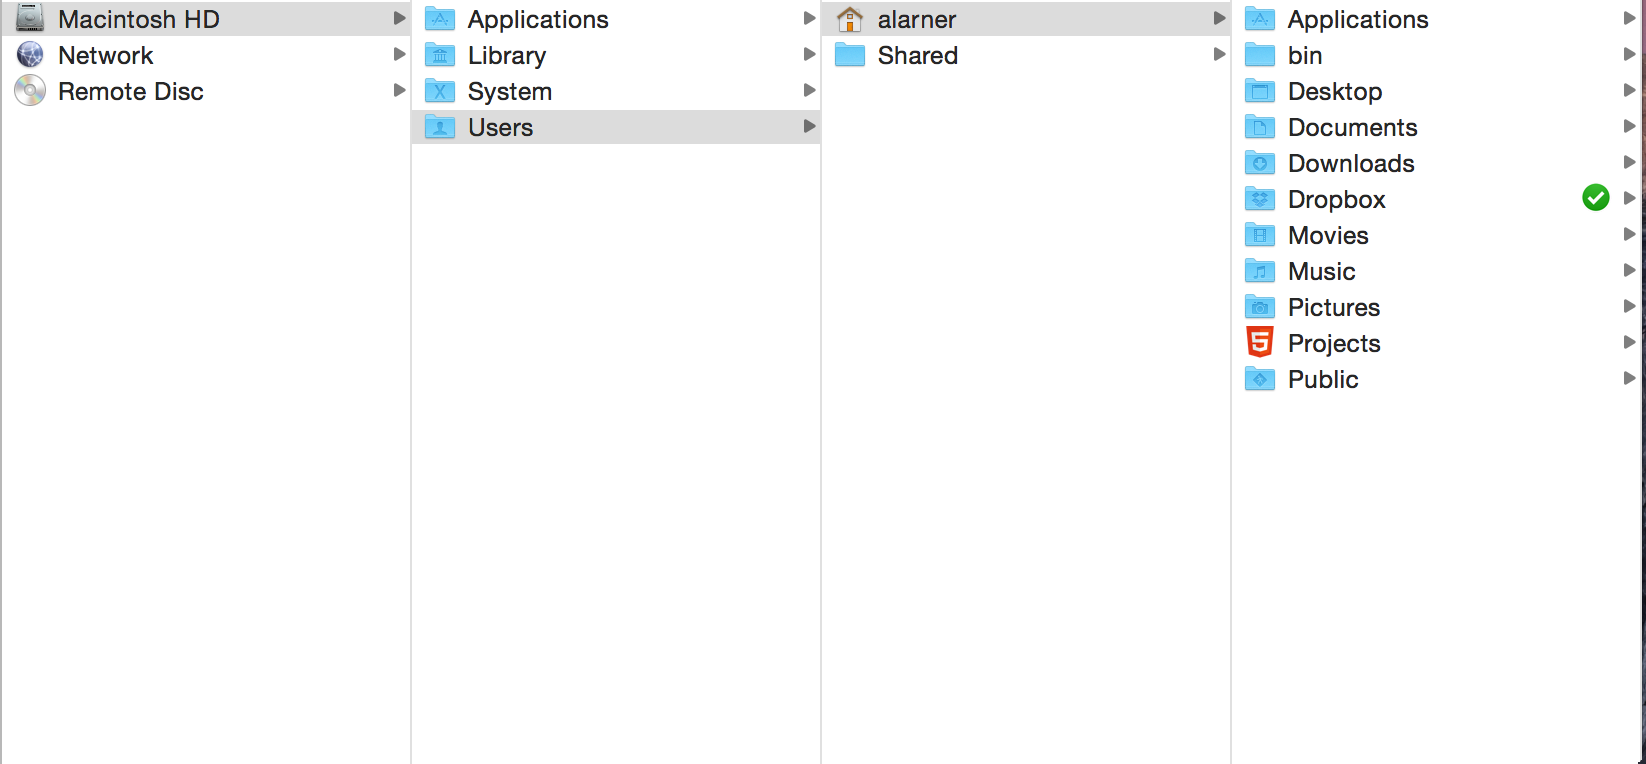 Macintosh HD
Network
Remote Disc
Applications
Library
System
Users
alarner
Shared
Applications
bin
Desktop
Documents
Downloads
Dropbox
Movies
Music
Pictures
Projects
Public